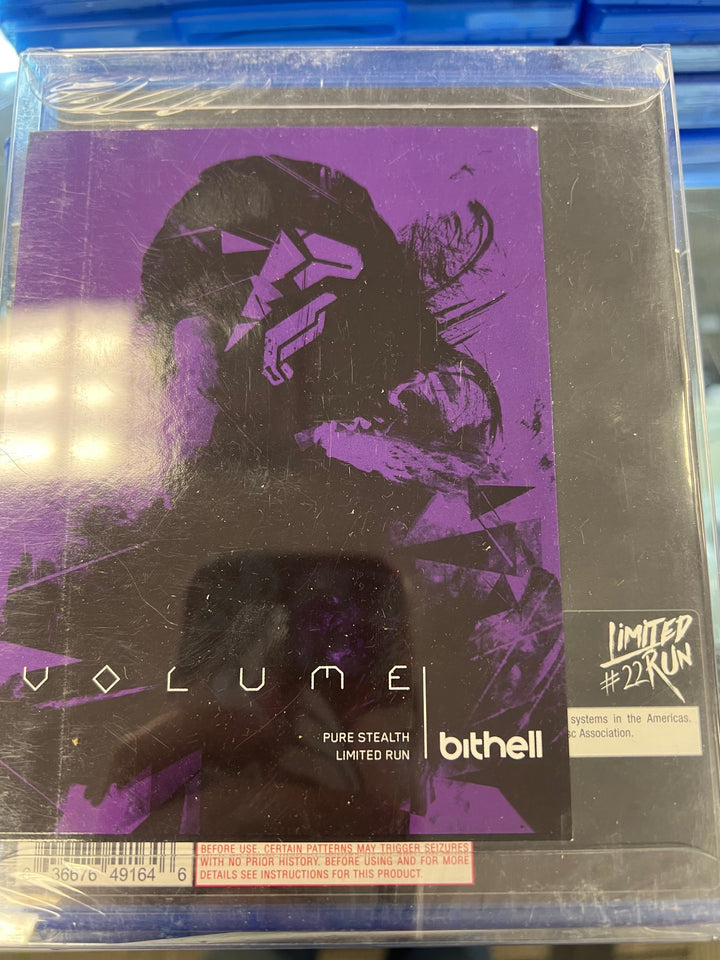 VOLUME
PURE STEALTH
LIMITED RUN
bithell
LIMITED
RUN
#22
systems in the Americas.
sc Association.
36676 49164 6
BEFORE USE. CERTAIN PATTERNS MAY TRIGGER SEIZURES
WITH NO PRIOR HISTORY. BEFORE USING AND FOR MORE
DETAILS SEE INSTRUCTIONS FOR THIS PRODUCT.